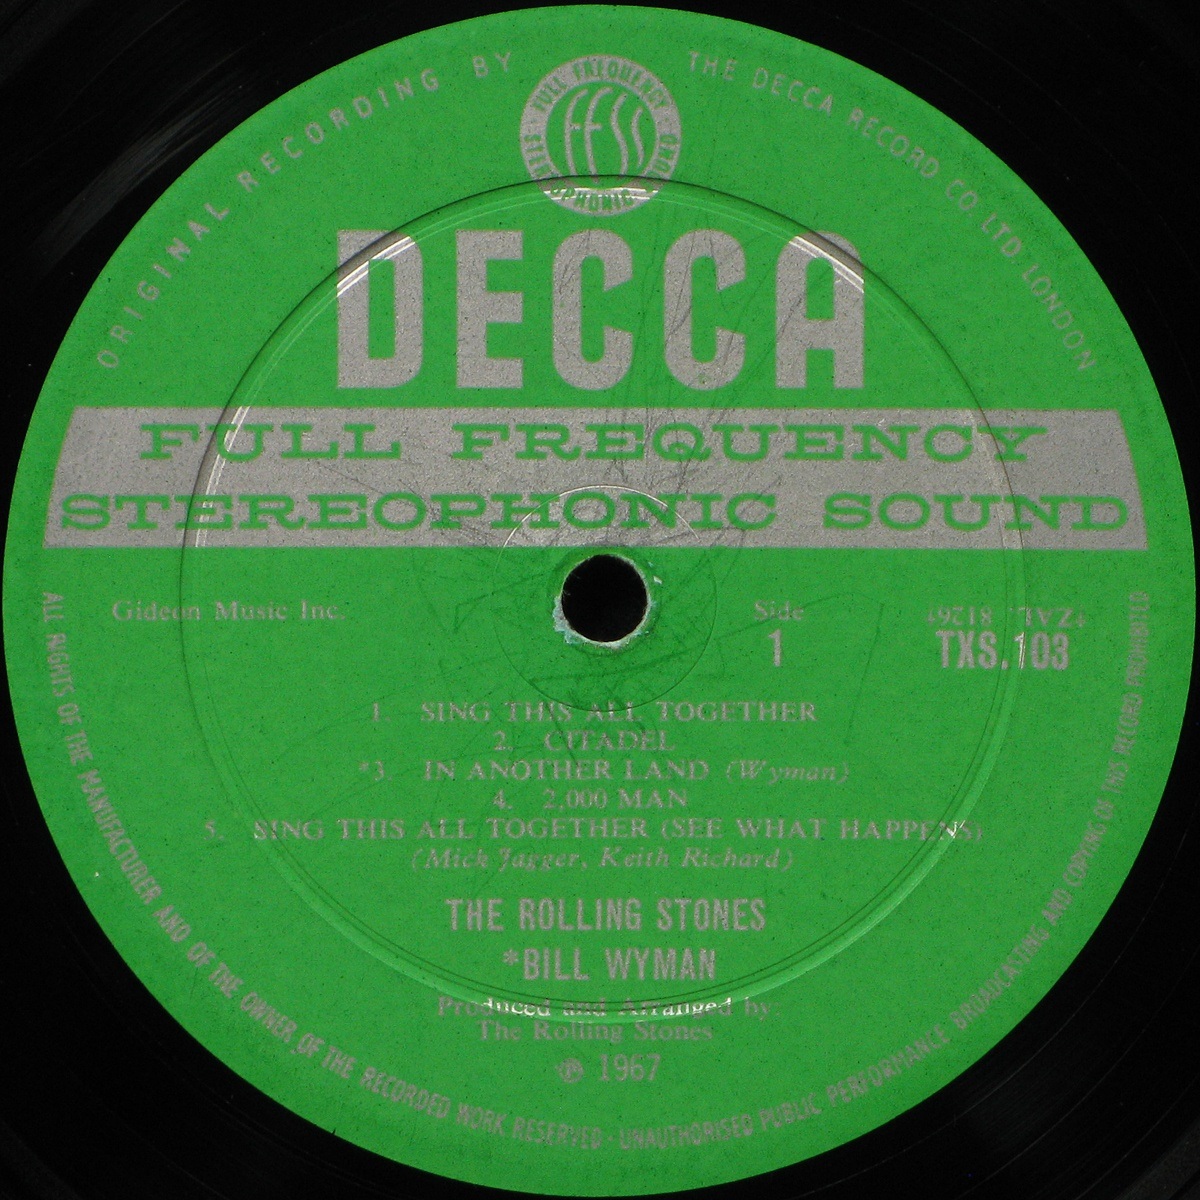 ORIGINAL RECORDING BY THE DECCA RECORD CO. LTD. LONDON
FULL FREQUENCY STEREOPHONIC
FFSS
DECCA
FULL FREQUENCY
STEREOPHONIC SOUND
Gideon Music Inc.
Side
1
ZAL. 8126
TXS.103
1. SING THIS ALL TOGETHER
2. CITADEL
*3. IN ANOTHER LAND (Wyman)
4. 2,000 MAN
5. SING THIS ALL TOGETHER (SEE WHAT HAPPENS)
(Mick Jagger, Keith Richard)
THE ROLLING STONES
*BILL WYMAN
Produced and Arranged by:
The Rolling Stones
℗ 1967
ALL RIGHTS OF THE MANUFACTURER AND OF THE OWNER OF THE RECORDED WORK RESERVED · UNAUTHORISED PUBLIC PERFORMANCE BROADCASTING AND COPYING OF THIS RECORD PROHIBITED